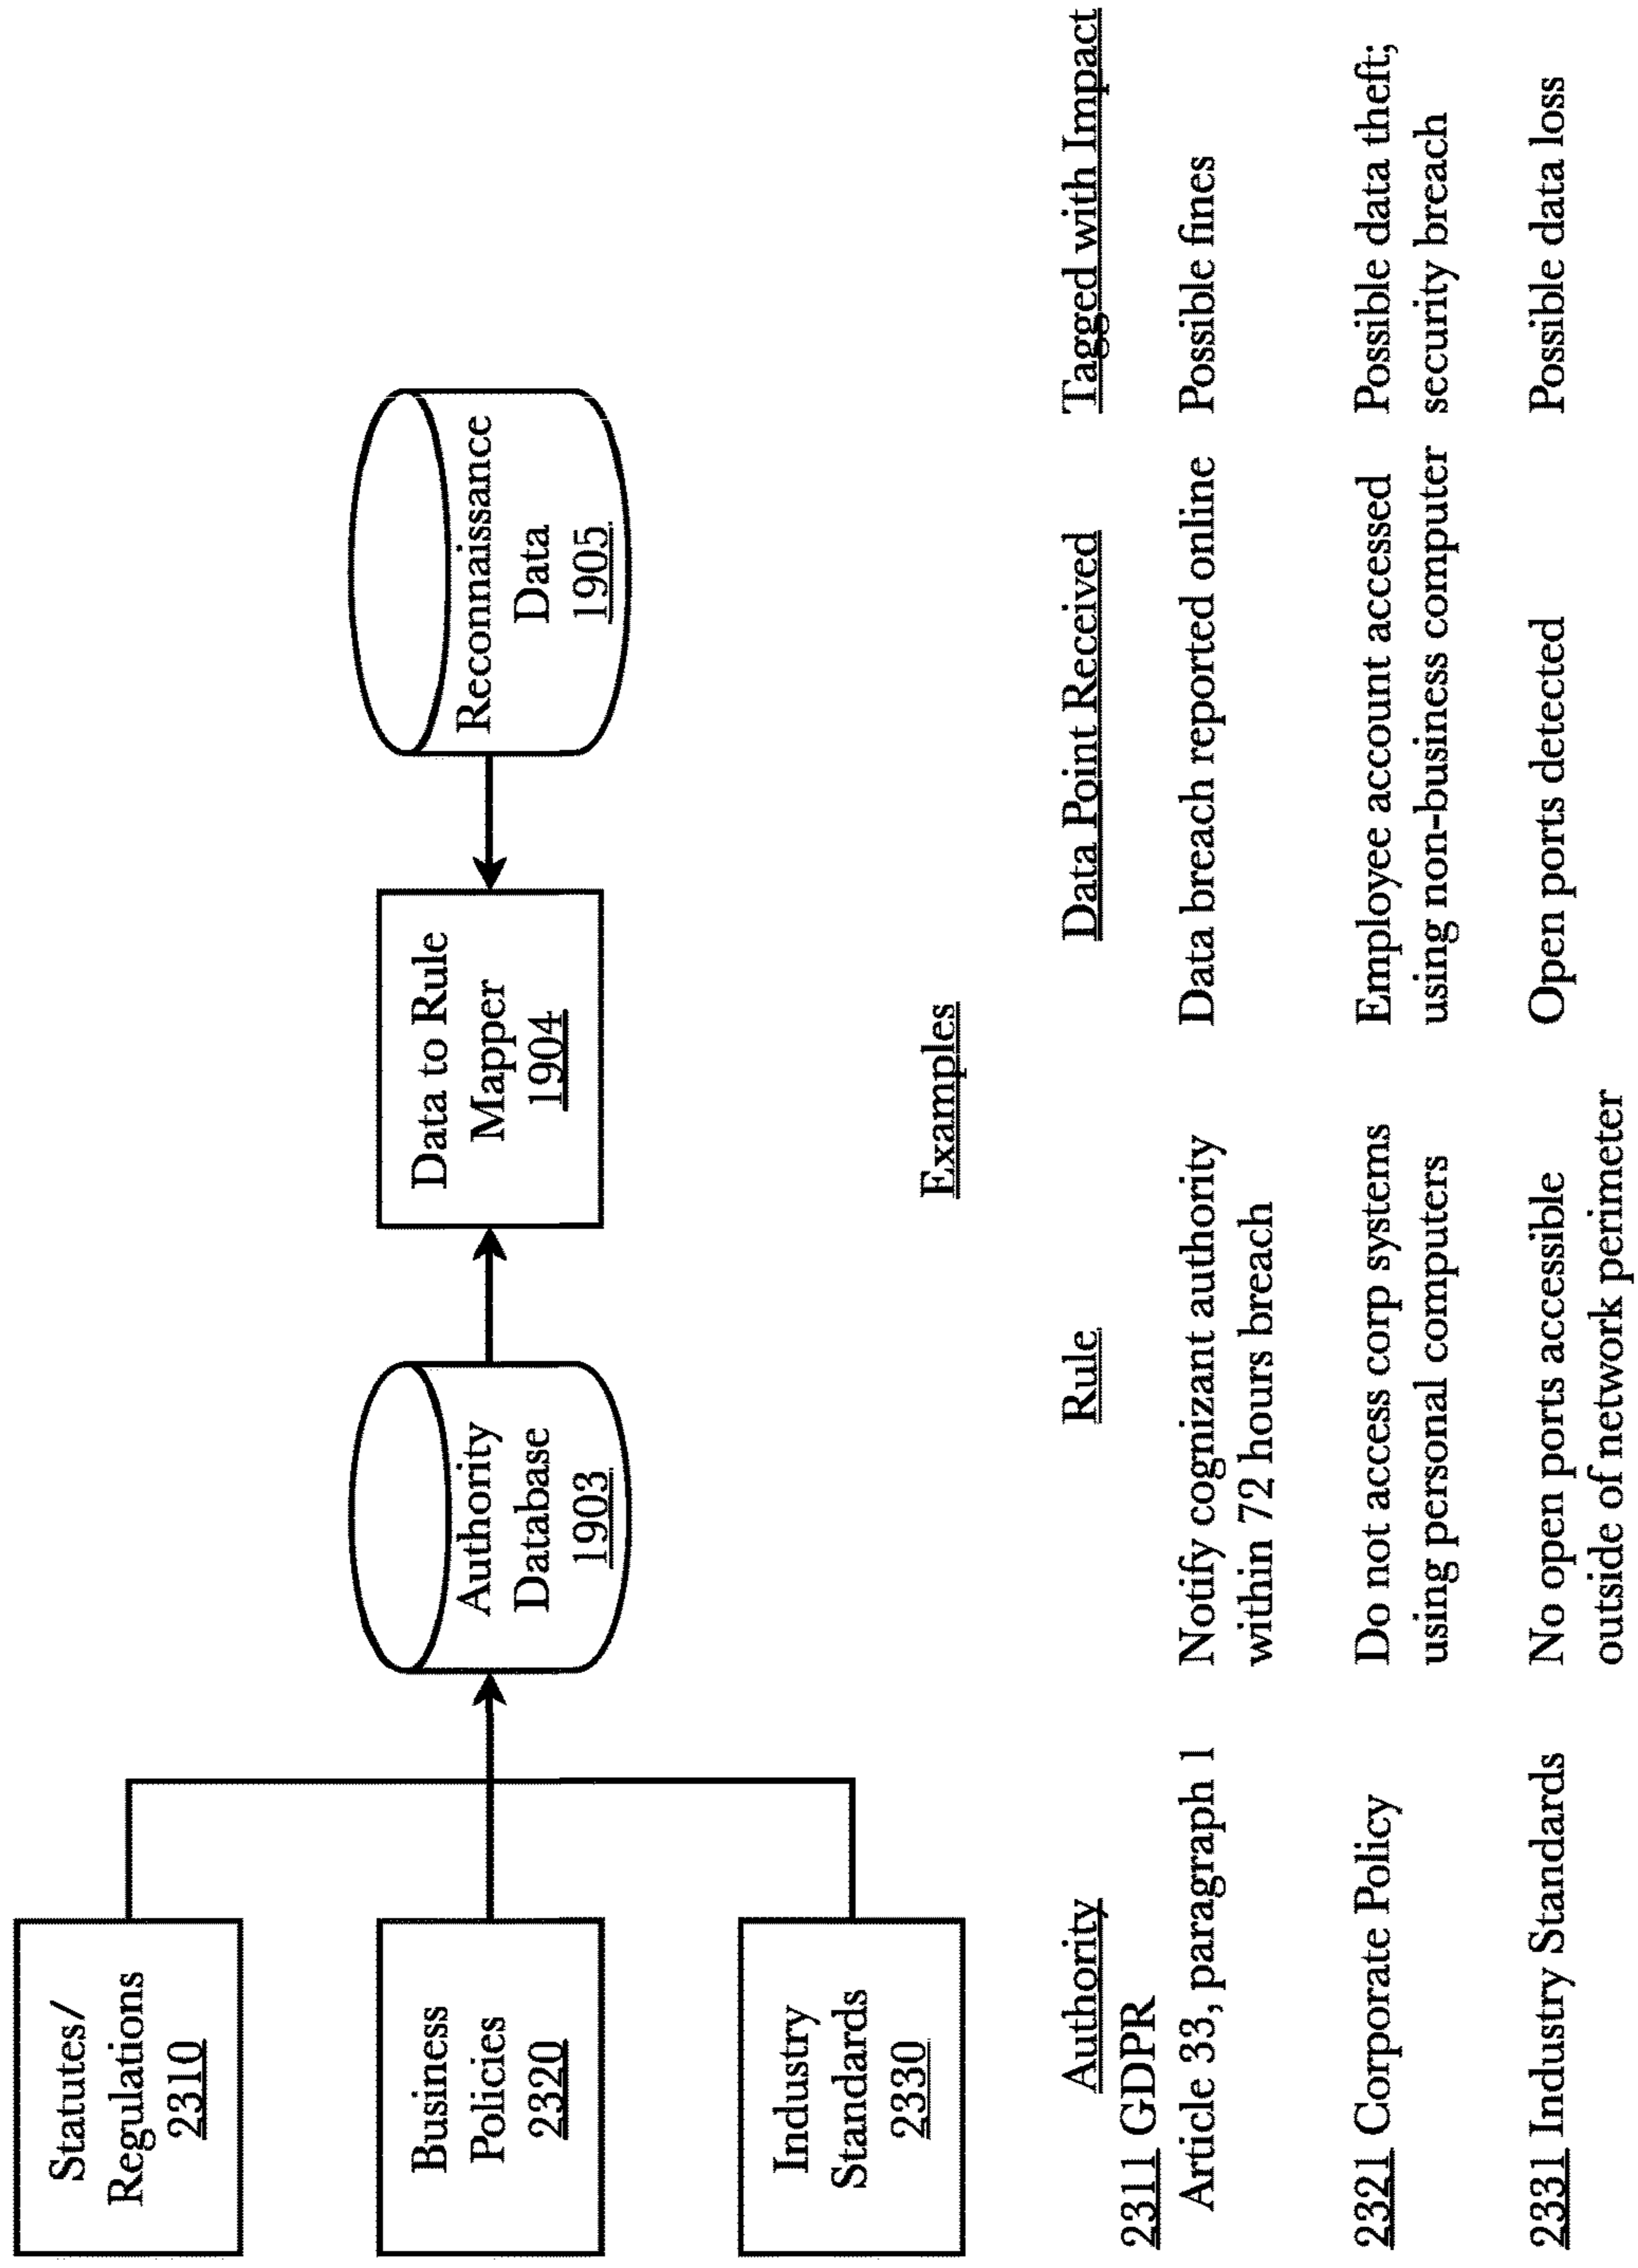 Statutes/
Regulations
2310
Business
Policies
2320
Industry
Standards
2330
Authority
Database
1903
Data to Rule
Mapper
1904
Reconnaissance
Data
1905
Examples
Authority
Rule
Data Point Received
Tagged with Impact
2311 GDPR
Article 33, paragraph 1
Notify cognizant authority
within 72 hours breach
Data breach reported online
Possible fines
2321 Corporate Policy
Do not access corp systems
using personal computers
Employee account accessed
using non-business computer
Possible data theft;
security breach
2331 Industry Standards
No open ports accessible
outside of network perimeter
Open ports detected
Possible data loss